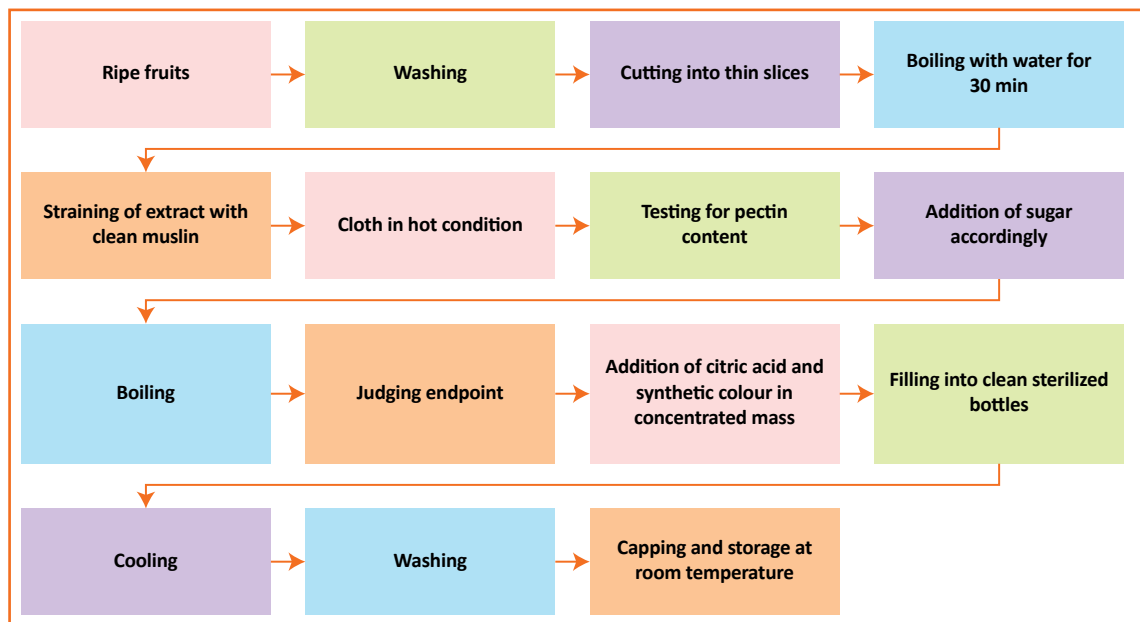 Ripe fruits
Washing
Cutting into thin slices
Boiling with water for
30 min
Straining of extract with
clean muslin
Cloth in hot condition
Testing for pectin
content
Addition of sugar
accordingly
Boiling
Judging endpoint
Addition of citric acid and
synthetic colour in
concentrated mass
Filling into clean sterilized
bottles
Cooling
Washing
Capping and storage at
room temperature